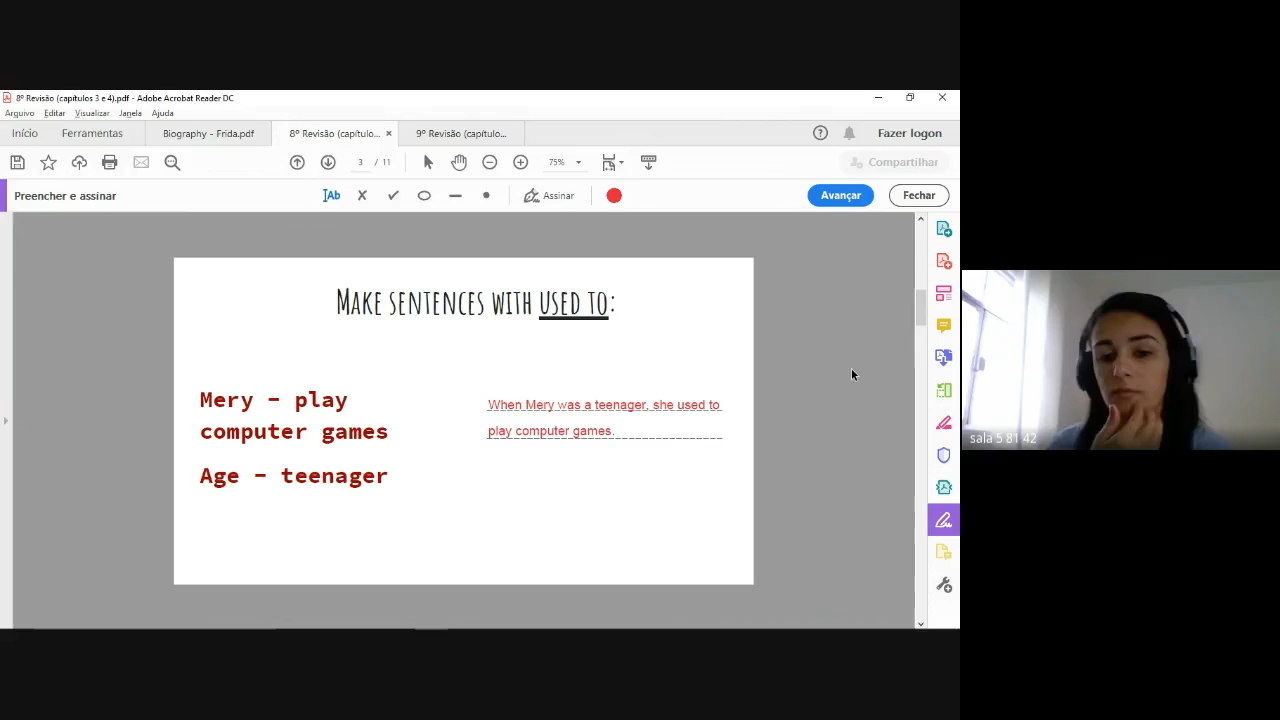 8º Revisão (capítulos 3 e 4).pdf - Adobe Acrobat Reader DC
Arquivo Editar Visualizar Janela Ajuda
Início Ferramentas Biography - Frida.pdf 8º Revisão (capítulo... × 9º Revisão (capítulo... Fazer logon
3 / 11 75% Compartilhar
Preencher e assinar IAb Assinar Avançar Fechar
MAKE SENTENCES WITH USED TO:
Mery - play
computer games
Age - teenager
When Mery was a teenager, she used to
play computer games.
sala 5 81 42